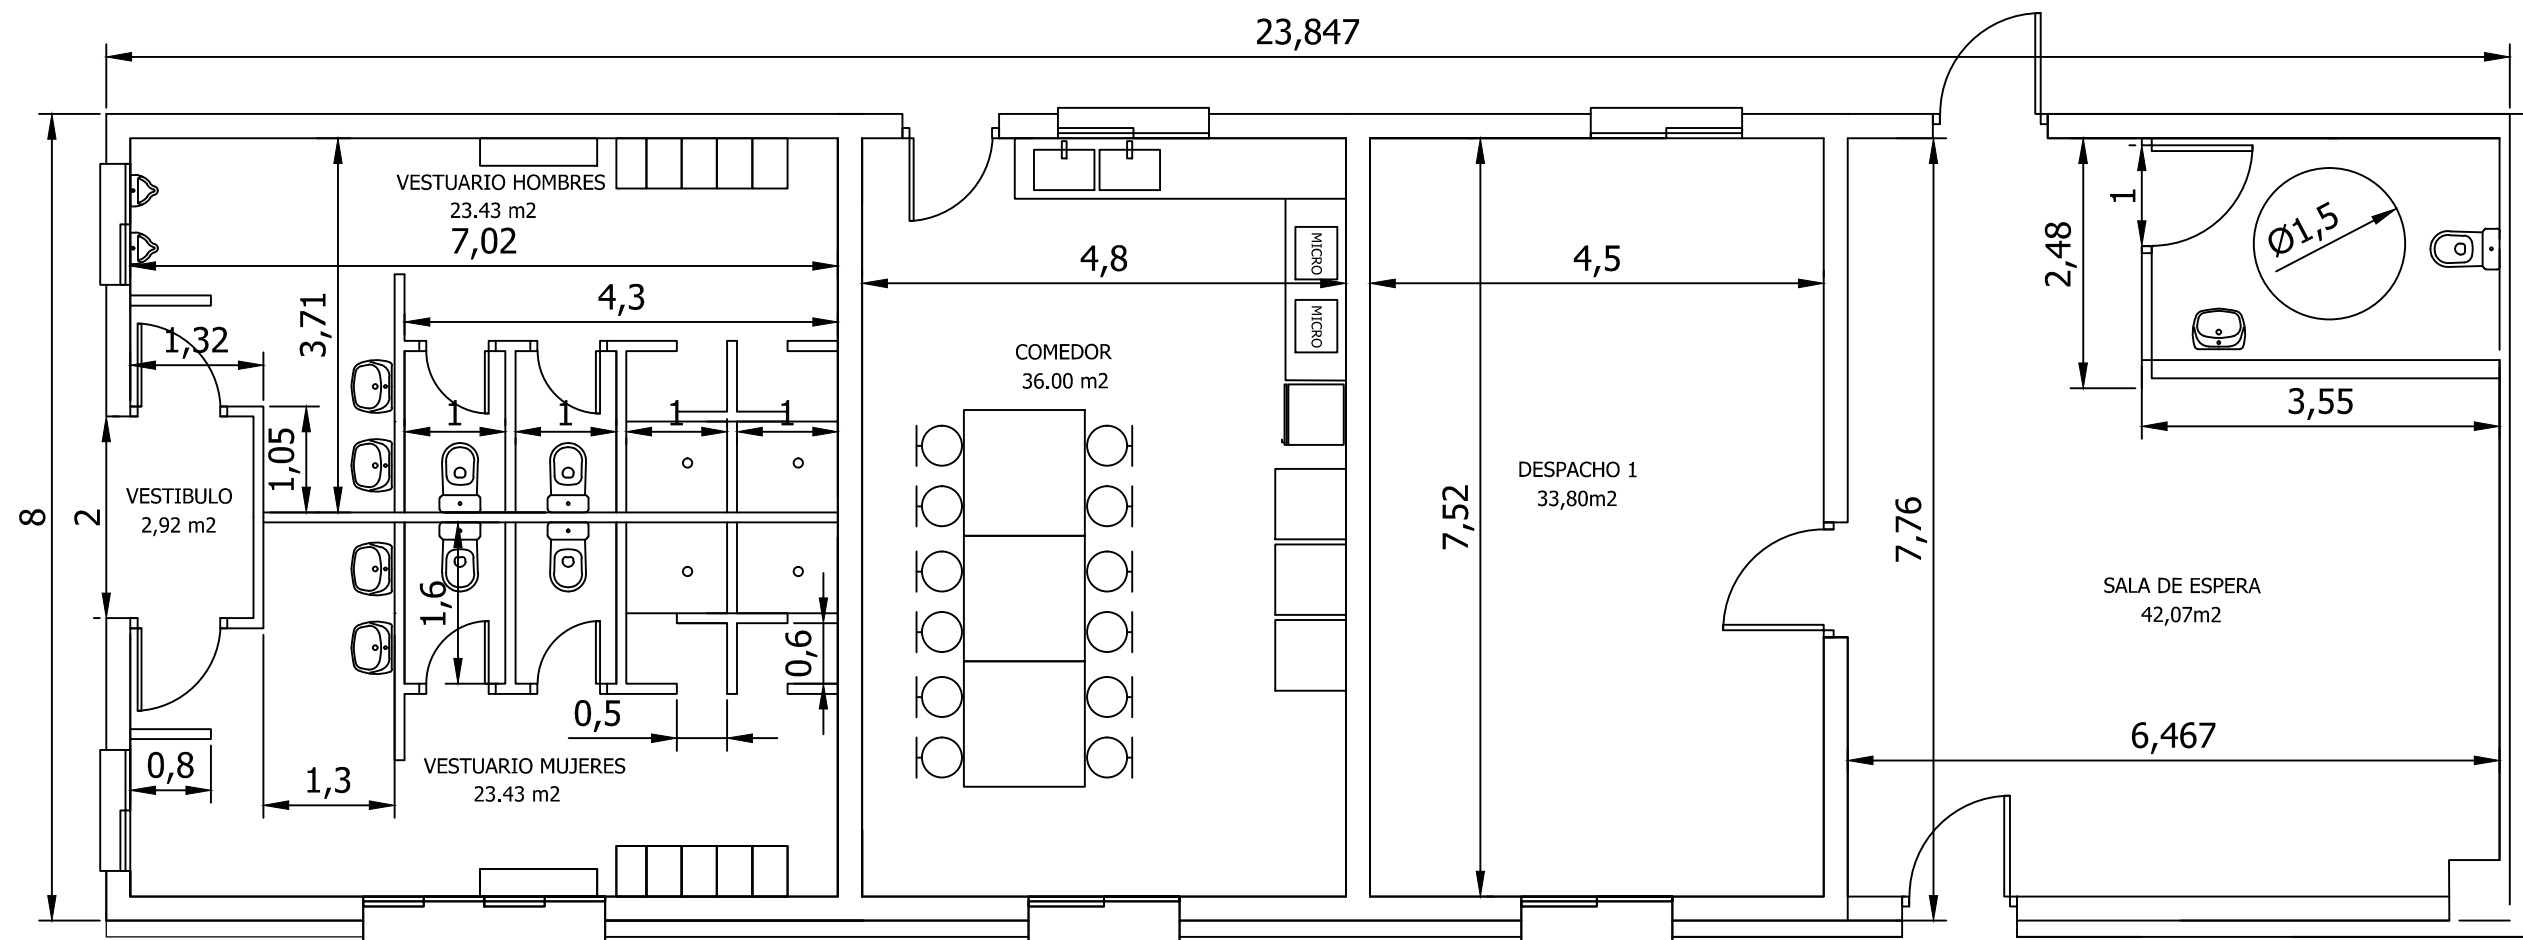 23,847
VESTUARIO HOMBRES
23.43 m2
7,02
4,3
1,32
3,71
1,05
1
1
1
1
VESTIBULO
2,92 m2
8
2
1,6
0,6
0,5
0,8
1,3
VESTUARIO MUJERES
23.43 m2
4,8
MICRO
MICRO
COMEDOR
36.00 m2
4,5
DESPACHO 1
33,80m2
7,52
7,76
2,48
1
Ø1,5
3,55
SALA DE ESPERA
42,07m2
6,467